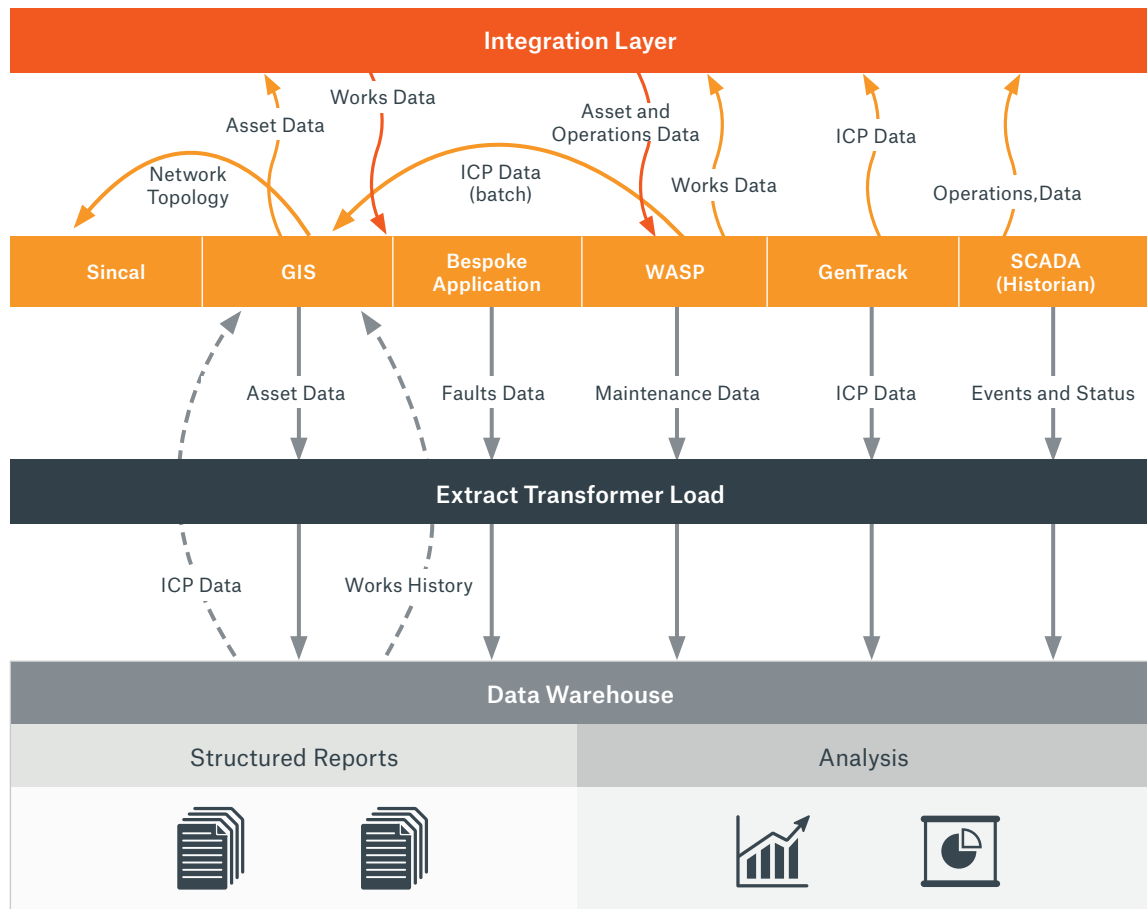 Integration Layer
Works Data
Asset Data
Asset and
Operations Data
ICP Data
Network
Topology
ICP Data
(batch)
Works Data
Operations,Data
Sincal
GIS
Bespoke
Application
WASP
GenTrack
SCADA
(Historian)
Asset Data
Faults Data
Maintenance Data
ICP Data
Events and Status
Extract Transformer Load
ICP Data
Works History
Data Warehouse
Structured Reports
Analysis